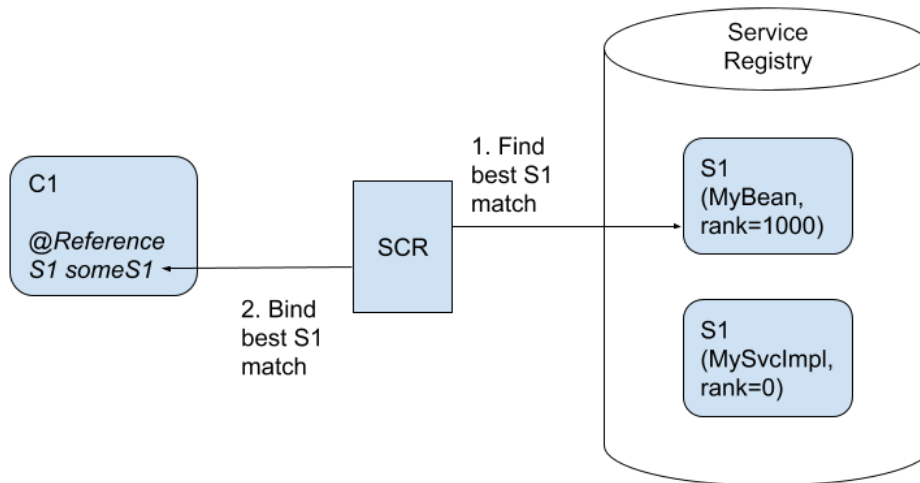 Service
Registry
1. Find
best S1
match
C1
@Reference
S1 someS1
SCR
S1
(MyBean,
rank=1000)
2. Bind
best S1
match
S1
(MySvcImpl,
rank=0)